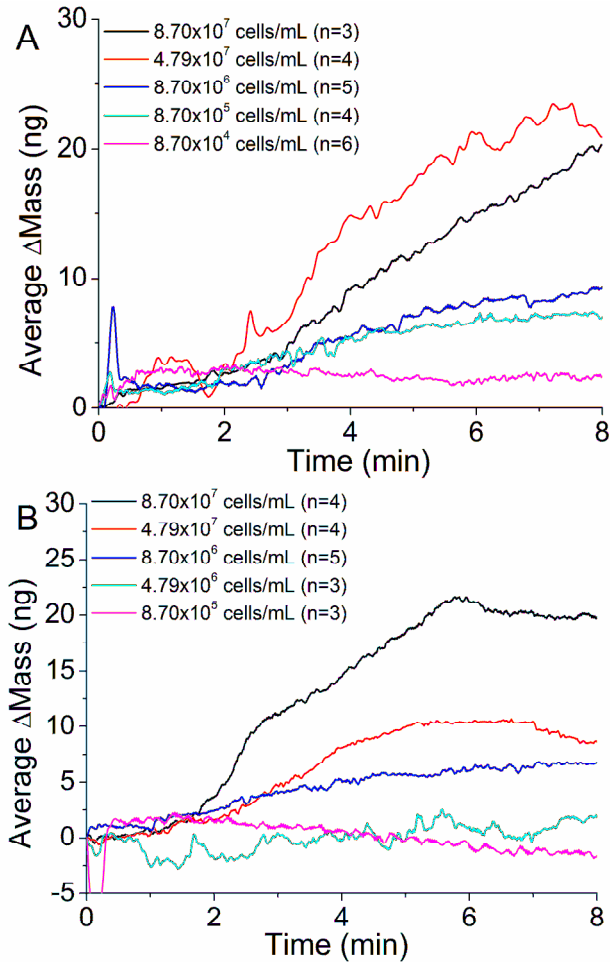 A
30
8.70x10⁷ cells/mL (n=3)
4.79x10⁷ cells/mL (n=4)
8.70x10⁶ cells/mL (n=5)
8.70x10⁵ cells/mL (n=4)
8.70x10⁴ cells/mL (n=6)
20
10
0
Average ΔMass (ng)
0 2 4 6 8
Time (min)
B
30
8.70x10⁷ cells/mL (n=4)
4.79x10⁷ cells/mL (n=4)
8.70x10⁶ cells/mL (n=5)
4.79x10⁶ cells/mL (n=3)
8.70x10⁵ cells/mL (n=3)
25
20
15
10
5
0
-5
Average ΔMass (ng)
0 2 4 6 8
Time (min)